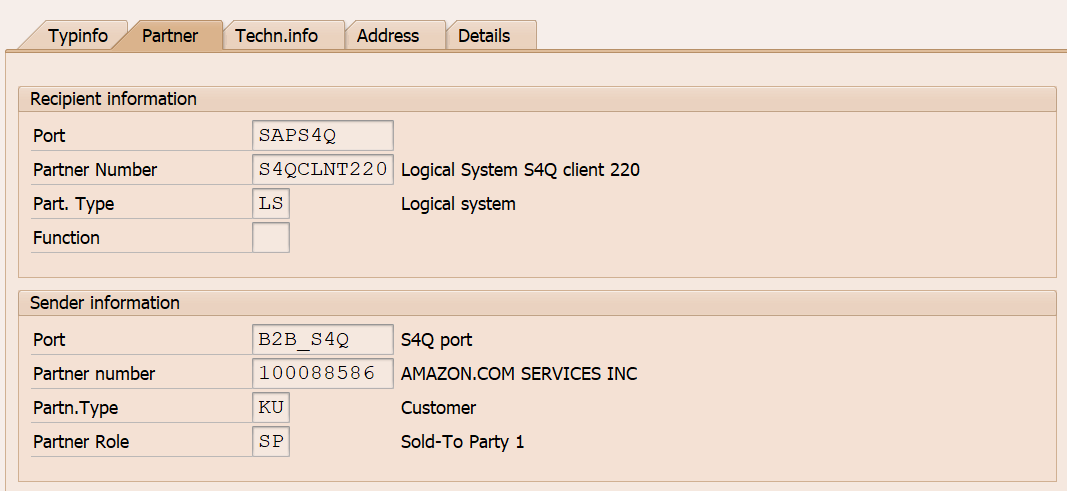 Typinfo Partner Techn.info Address Details
Recipient information
Port SAPS4Q
Partner Number S4QCLNT220 Logical System S4Q client 220
Part. Type LS Logical system
Function
Sender information
Port B2B_S4Q S4Q port
Partner number 100088586 AMAZON.COM SERVICES INC
Partn.Type KU Customer
Partner Role SP Sold-To Party 1